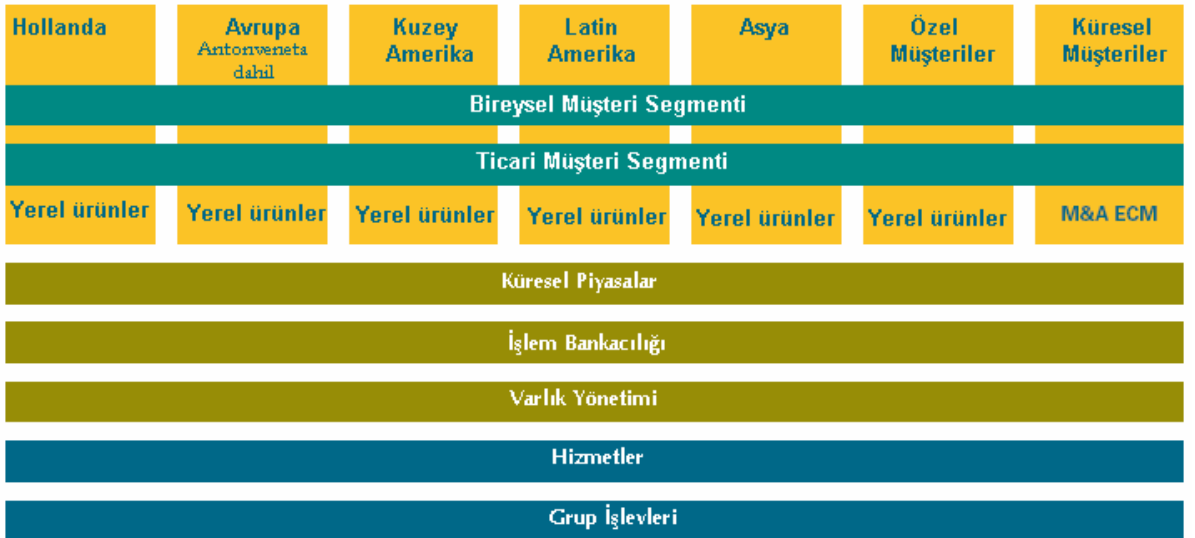 Hollanda
Avrupa
Antonveneta
dahil
Kuzey
Amerika
Latin
Amerika
Asya
Özel
Müşteriler
Küresel
Müşteriler
Bireysel Müşteri Segmenti
Ticari Müşteri Segmenti
Yerel ürünler
Yerel ürünler
Yerel ürünler
Yerel ürünler
Yerel ürünler
Yerel ürünler
M&A ECM
Küresel Piyasalar
İşlem Bankacılığı
Varlık Yönetimi
Hizmetler
Grup İşlevleri